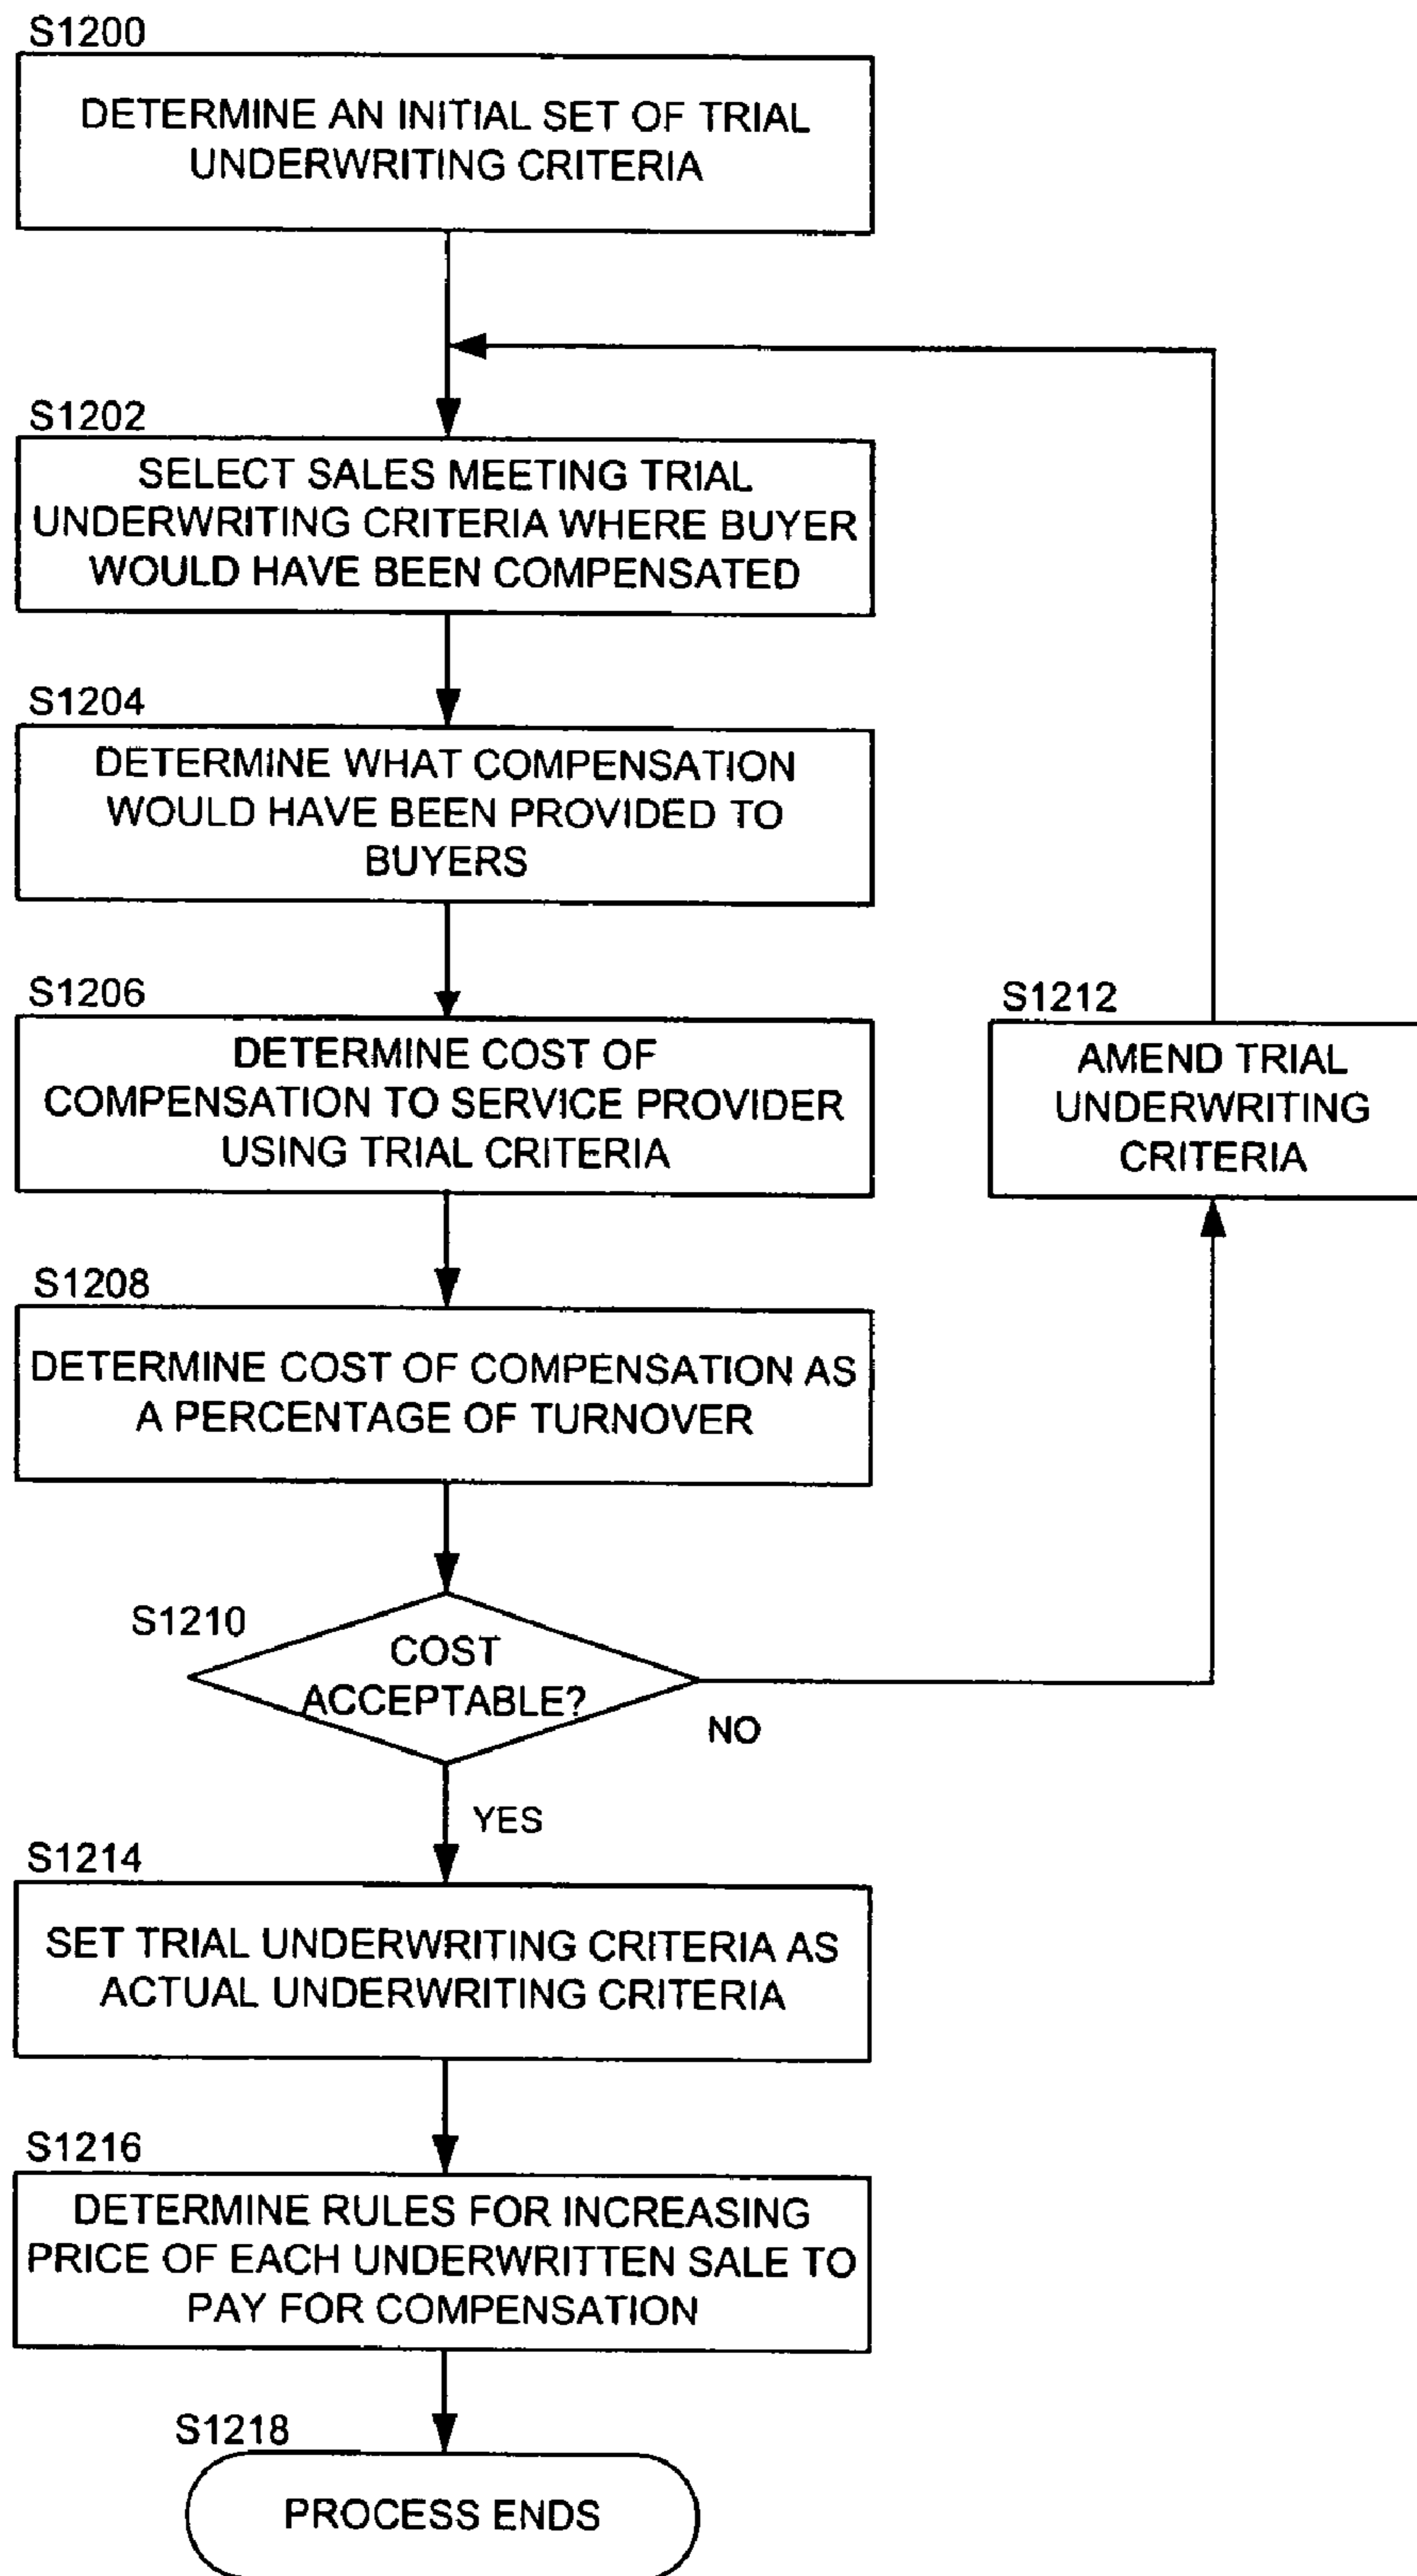 S1200
DETERMINE AN INITIAL SET OF TRIAL
UNDERWRITING CRITERIA
S1202
SELECT SALES MEETING TRIAL
UNDERWRITING CRITERIA WHERE BUYER
WOULD HAVE BEEN COMPENSATED
S1204
DETERMINE WHAT COMPENSATION
WOULD HAVE BEEN PROVIDED TO
BUYERS
S1206
DETERMINE COST OF
COMPENSATION TO SERVICE PROVIDER
USING TRIAL CRITERIA
S1212
AMEND TRIAL
UNDERWRITING
CRITERIA
S1208
DETERMINE COST OF COMPENSATION AS
A PERCENTAGE OF TURNOVER
S1210
COST
ACCEPTABLE?
NO
YES
S1214
SET TRIAL UNDERWRITING CRITERIA AS
ACTUAL UNDERWRITING CRITERIA
S1216
DETERMINE RULES FOR INCREASING
PRICE OF EACH UNDERWRITTEN SALE TO
PAY FOR COMPENSATION
S1218
PROCESS ENDS